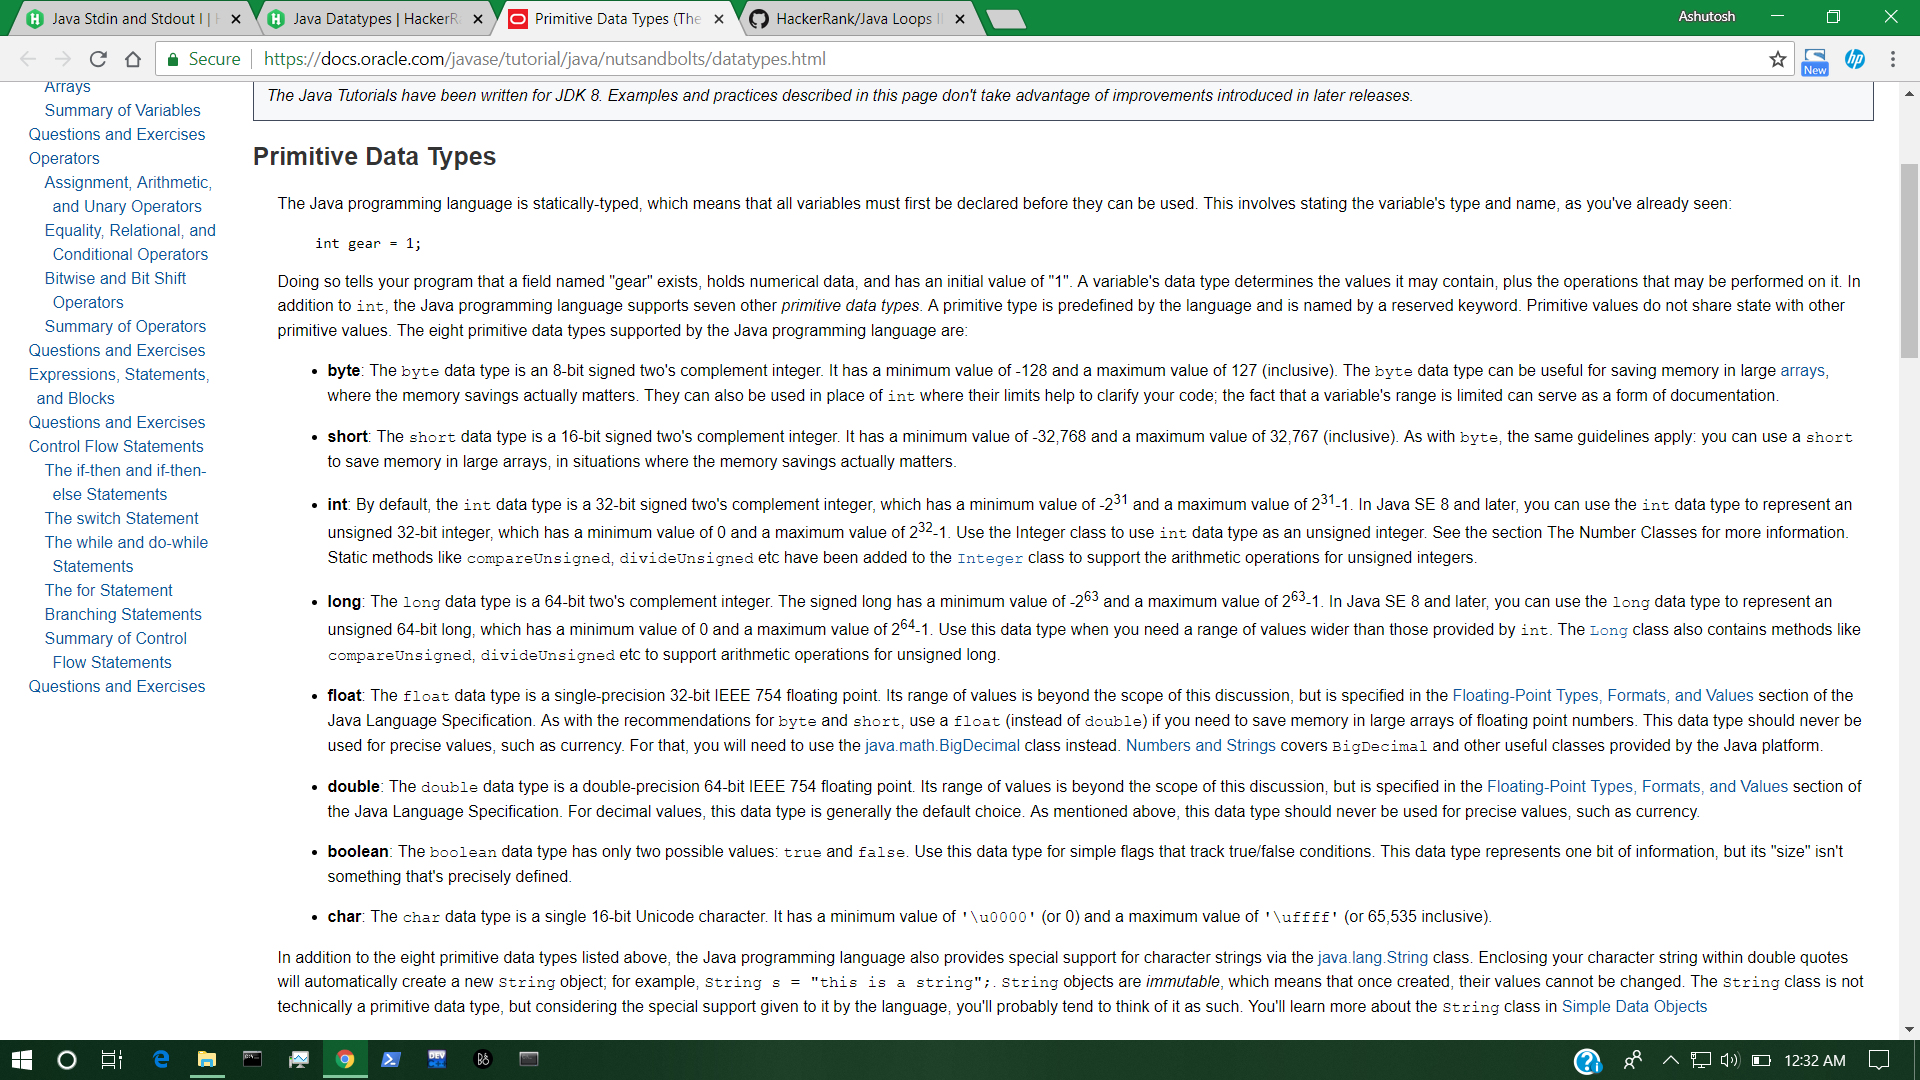 Java Stdin and Stdout I |
Java Datatypes | HackerR
Primitive Data Types (The
HackerRank/Java Loops I
Ashutosh
Secure
https://docs.oracle.com/javase/tutorial/java/nutsandbolts/datatypes.html
New
hp
Arrays
Summary of Variables
Questions and Exercises
Operators
Assignment, Arithmetic,
and Unary Operators
Equality, Relational, and
Conditional Operators
Bitwise and Bit Shift
Operators
Summary of Operators
Questions and Exercises
Expressions, Statements,
and Blocks
Questions and Exercises
Control Flow Statements
The if-then and if-then-
else Statements
The switch Statement
The while and do-while
Statements
The for Statement
Branching Statements
Summary of Control
Flow Statements
Questions and Exercises
The Java Tutorials have been written for JDK 8. Examples and practices described in this page don't take advantage of improvements introduced in later releases.
Primitive Data Types
The Java programming language is statically-typed, which means that all variables must first be declared before they can be used. This involves stating the variable's type and name, as you've already seen:
int gear = 1;
Doing so tells your program that a field named "gear" exists, holds numerical data, and has an initial value of "1". A variable's data type determines the values it may contain, plus the operations that may be performed on it. In
addition to int, the Java programming language supports seven other primitive data types. A primitive type is predefined by the language and is named by a reserved keyword. Primitive values do not share state with other
primitive values. The eight primitive data types supported by the Java programming language are:
• byte: The byte data type is an 8-bit signed two's complement integer. It has a minimum value of -128 and a maximum value of 127 (inclusive). The byte data type can be useful for saving memory in large arrays,
where the memory savings actually matters. They can also be used in place of int where their limits help to clarify your code; the fact that a variable's range is limited can serve as a form of documentation.
• short: The short data type is a 16-bit signed two's complement integer. It has a minimum value of -32,768 and a maximum value of 32,767 (inclusive). As with byte, the same guidelines apply: you can use a short
to save memory in large arrays, in situations where the memory savings actually matters.
• int: By default, the int data type is a 32-bit signed two's complement integer, which has a minimum value of -2³¹ and a maximum value of 2³¹-1. In Java SE 8 and later, you can use the int data type to represent an
unsigned 32-bit integer, which has a minimum value of 0 and a maximum value of 2³²-1. Use the Integer class to use int data type as an unsigned integer. See the section The Number Classes for more information.
Static methods like compareUnsigned, divideUnsigned etc have been added to the Integer class to support the arithmetic operations for unsigned integers.
• long: The long data type is a 64-bit two's complement integer. The signed long has a minimum value of -2⁶³ and a maximum value of 2⁶³-1. In Java SE 8 and later, you can use the long data type to represent an
unsigned 64-bit long, which has a minimum value of 0 and a maximum value of 2⁶⁴-1. Use this data type when you need a range of values wider than those provided by int. The Long class also contains methods like
compareUnsigned, divideUnsigned etc to support arithmetic operations for unsigned long.
• float: The float data type is a single-precision 32-bit IEEE 754 floating point. Its range of values is beyond the scope of this discussion, but is specified in the Floating-Point Types, Formats, and Values section of the
Java Language Specification. As with the recommendations for byte and short, use a float (instead of double) if you need to save memory in large arrays of floating point numbers. This data type should never be
used for precise values, such as currency. For that, you will need to use the java.math.BigDecimal class instead. Numbers and Strings covers BigDecimal and other useful classes provided by the Java platform.
• double: The double data type is a double-precision 64-bit IEEE 754 floating point. Its range of values is beyond the scope of this discussion, but is specified in the Floating-Point Types, Formats, and Values section of
the Java Language Specification. For decimal values, this data type is generally the default choice. As mentioned above, this data type should never be used for precise values, such as currency.
• boolean: The boolean data type has only two possible values: true and false. Use this data type for simple flags that track true/false conditions. This data type represents one bit of information, but its "size" isn't
something that's precisely defined.
• char: The char data type is a single 16-bit Unicode character. It has a minimum value of '\u0000' (or 0) and a maximum value of '\uffff' (or 65,535 inclusive).
In addition to the eight primitive data types listed above, the Java programming language also provides special support for character strings via the java.lang.String class. Enclosing your character string within double quotes
will automatically create a new String object; for example, String s = "this is a string";. String objects are immutable, which means that once created, their values cannot be changed. The String class is not
technically a primitive data type, but considering the special support given to it by the language, you'll probably tend to think of it as such. You'll learn more about the String class in Simple Data Objects
DEV
12:32 AM